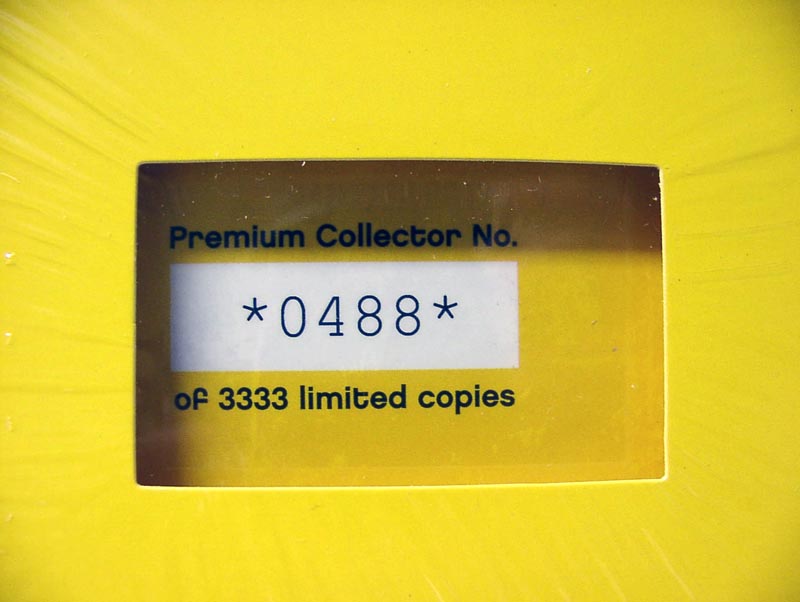 Premium Collector No.
*0488*
of 3333 limited copies